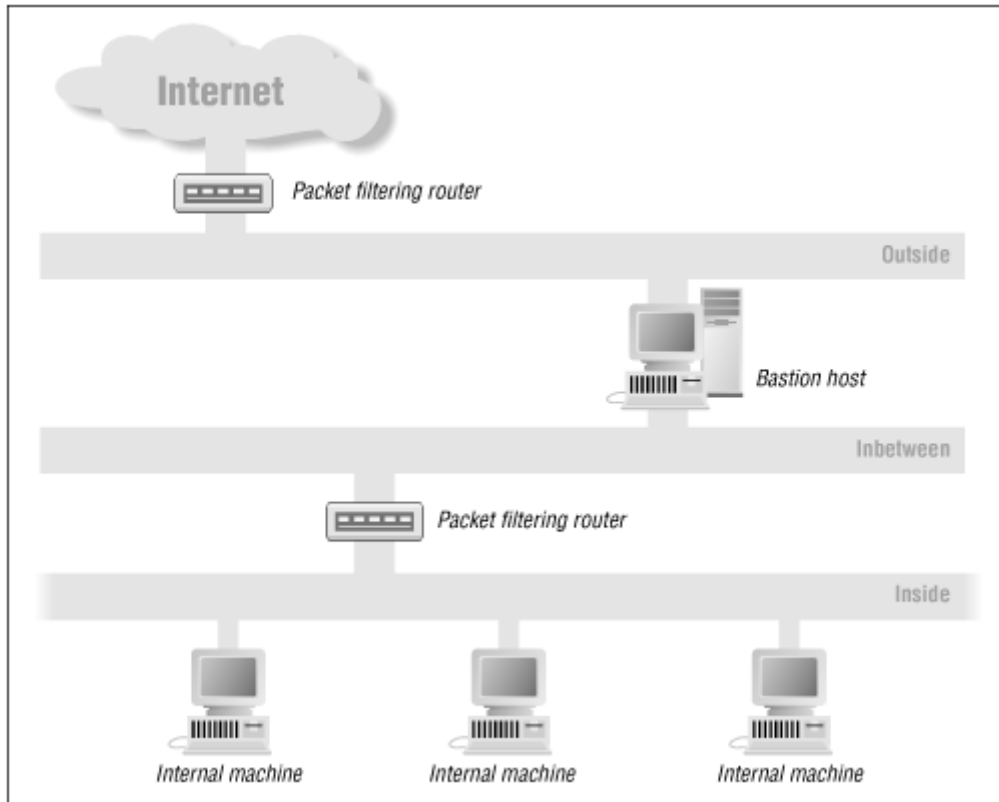 Internet
Packet filtering router
Outside
Bastion host
Inbetween
Packet filtering router
Inside
Internal machine
Internal machine
Internal machine